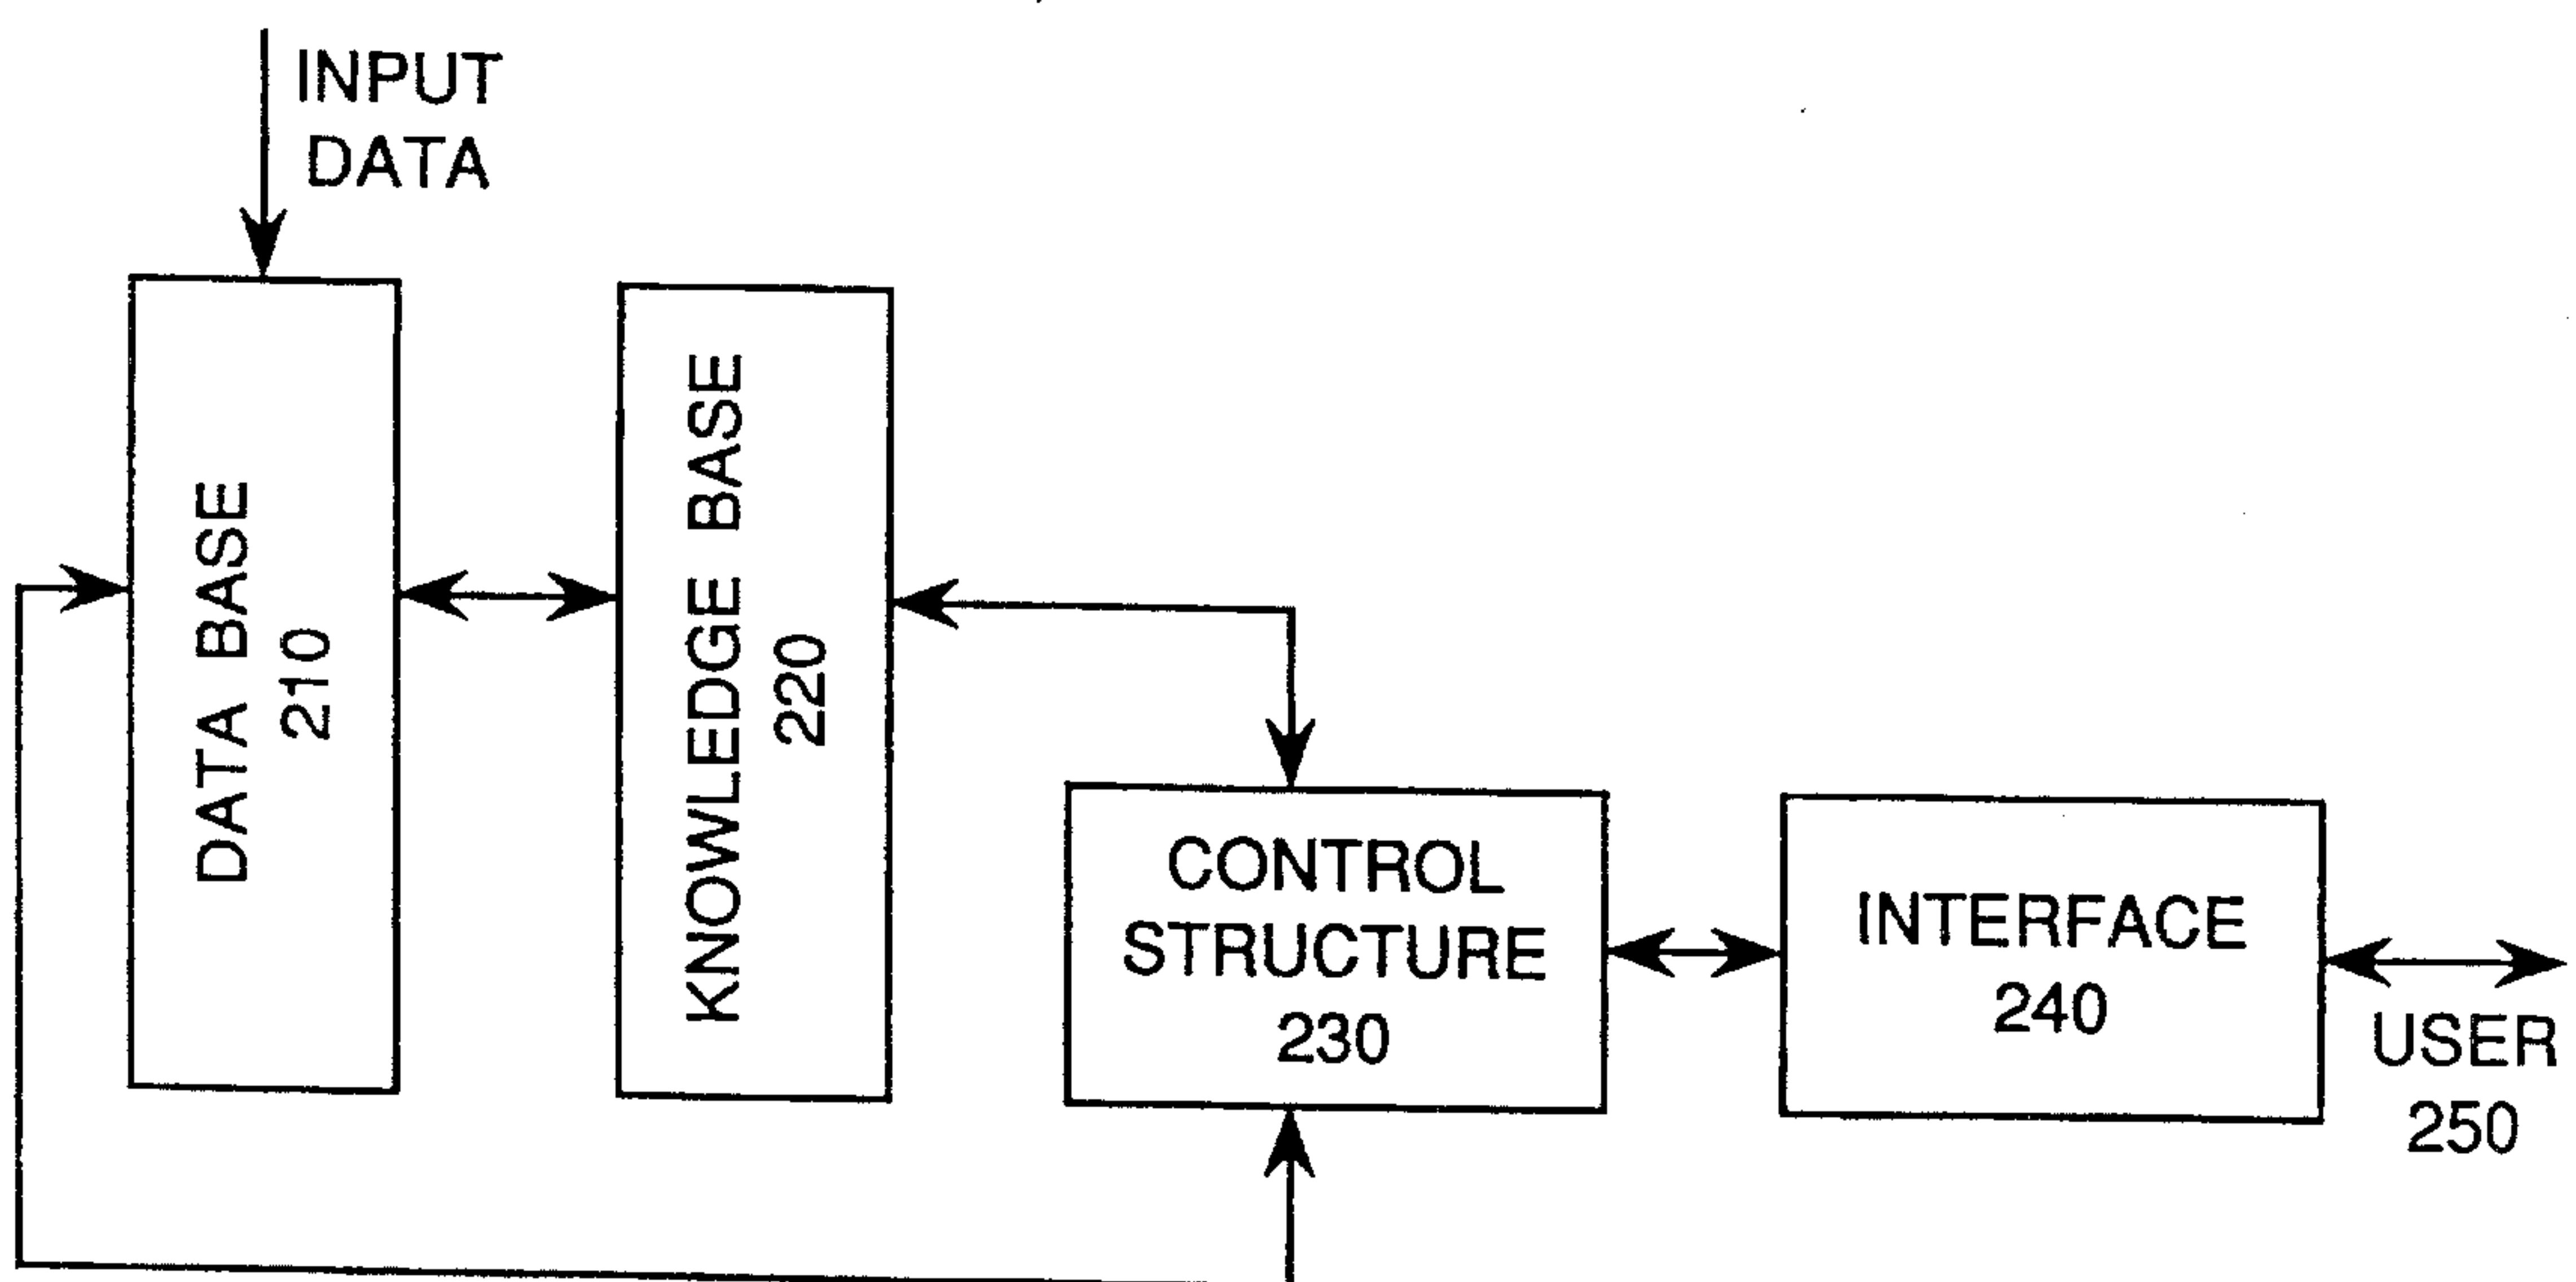 INPUT
DATA
DATA BASE
210
KNOWLEDGE BASE
220
CONTROL
STRUCTURE
230
INTERFACE
240
USER
250